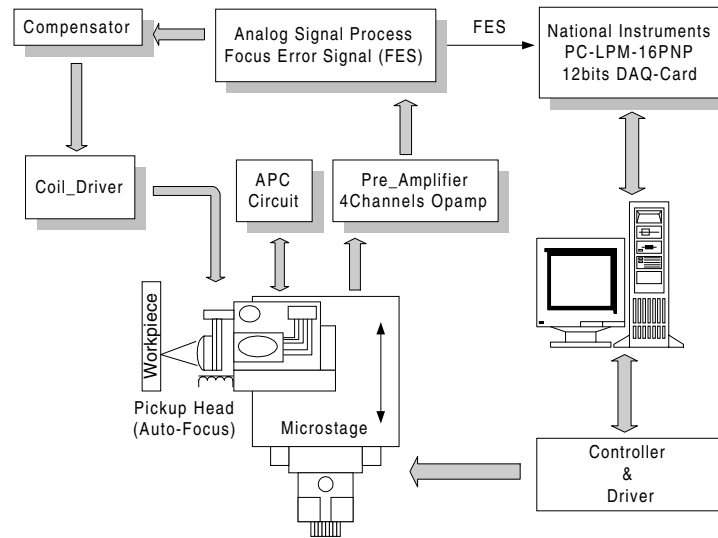 Compensator
Analog Signal Process
Focus Error Signal (FES)
FES
National Instruments
PC-LPM-16PNP
12bits DAQ-Card
Coil_Driver
APC
Circuit
Pre_Amplifier
4Channels Opamp
Workpiece
Pickup Head
(Auto-Focus)
Microstage
Controller
&
Driver